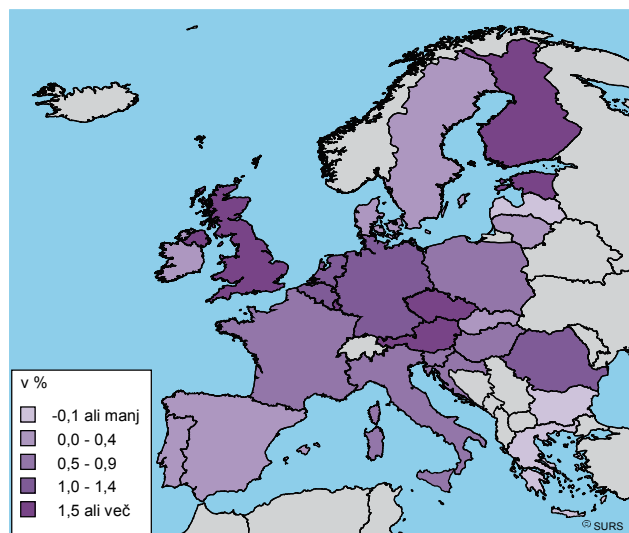 v %
-0,1 ali manj
0,0 - 0,4
0,5 - 0,9
1,0 - 1,4
1,5 ali več
© SURS